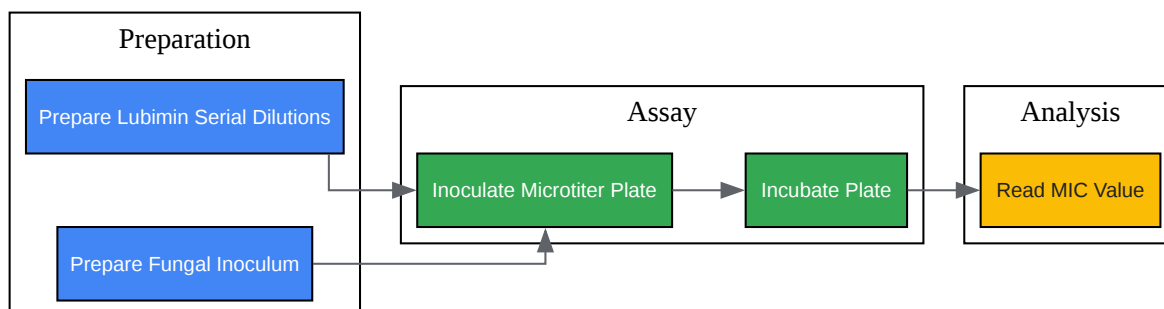 Preparation
Prepare Lubimin Serial Dilutions
Prepare Fungal Inoculum
Assay
Inoculate Microtiter Plate
Incubate Plate
Analysis
Read MIC Value